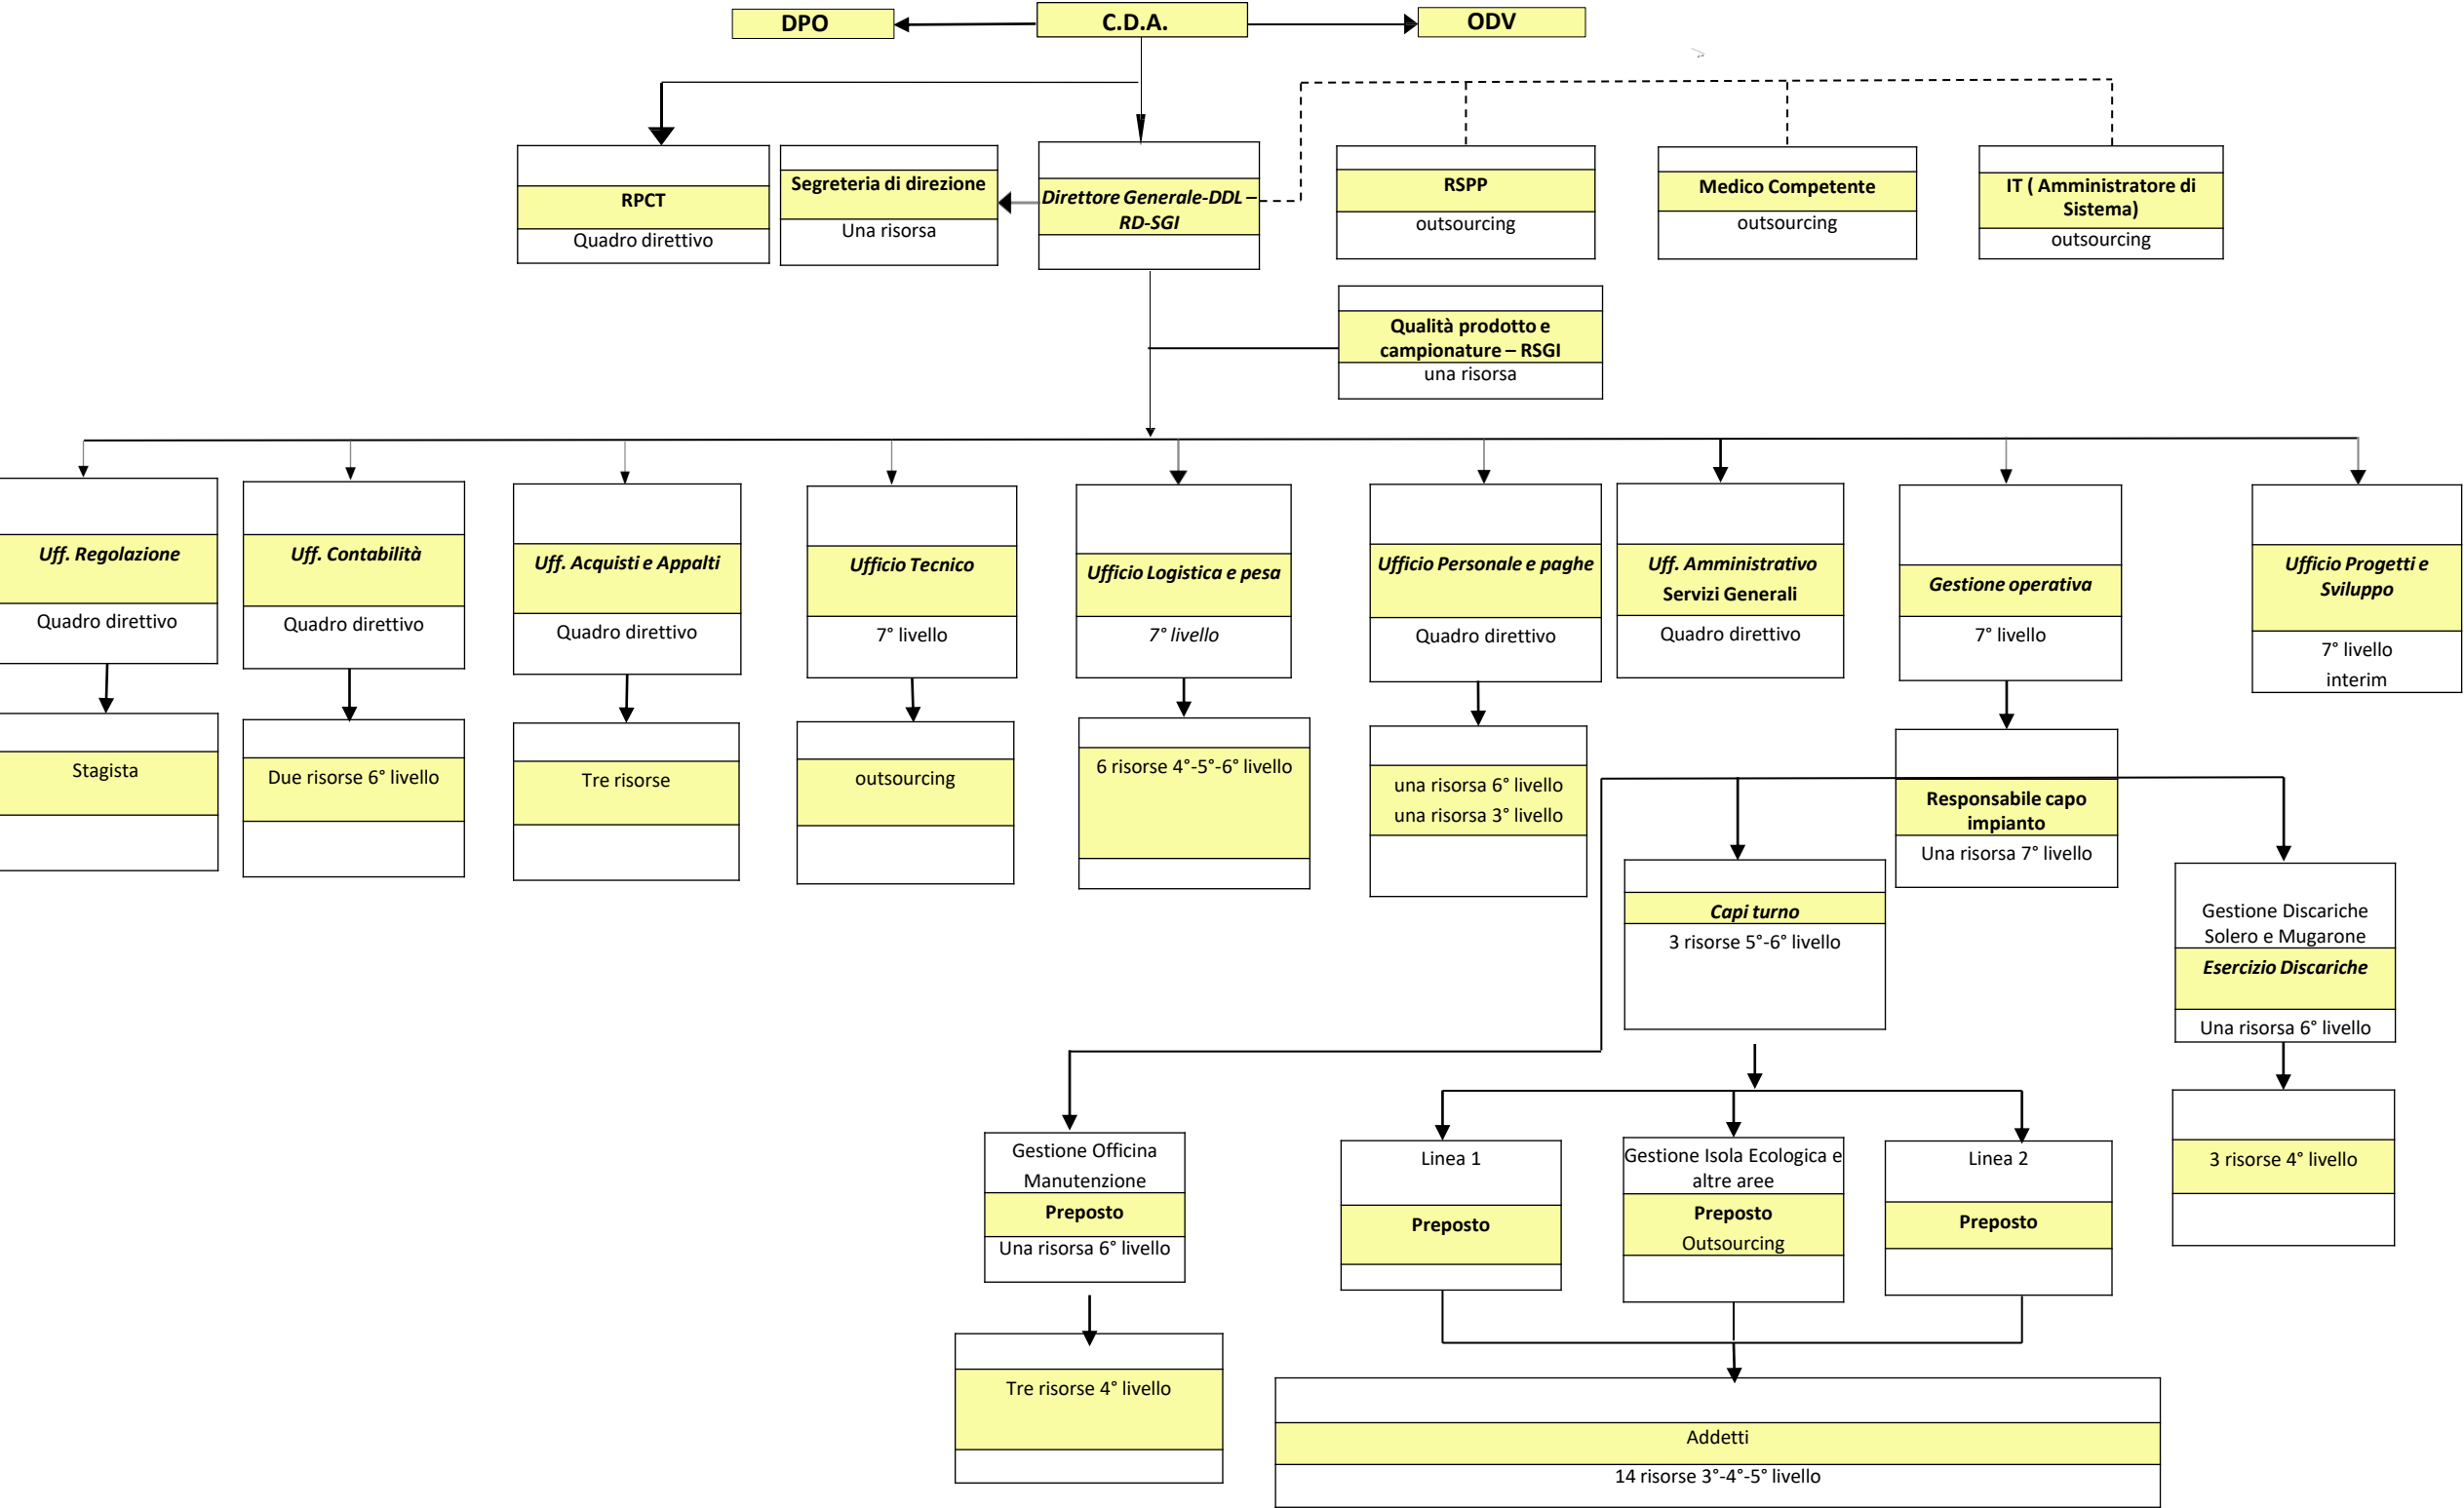 DPO
C.D.A.
ODV
RPCT
Quadro direttivo
Segreteria di direzione
Una risorsa
Direttore Generale-DDL –
RD-SGI
RSPP
outsourcing
Medico Competente
outsourcing
IT ( Amministratore di
Sistema)
outsourcing
Qualità prodotto e
campionature – RSGI
una risorsa
Uff. Regolazione
Quadro direttivo
Uff. Contabilità
Quadro direttivo
Uff. Acquisti e Appalti
Quadro direttivo
Ufficio Tecnico
7° livello
Ufficio Logistica e pesa
7° livello
Ufficio Personale e paghe
Quadro direttivo
Uff. Amministrativo
Servizi Generali
Quadro direttivo
Gestione operativa
7° livello
Ufficio Progetti e
Sviluppo
7° livello
interim
Stagista
Due risorse 6° livello
Tre risorse
outsourcing
6 risorse 4°-5°-6° livello
una risorsa 6° livello
una risorsa 3° livello
Responsabile capo
impianto
Una risorsa 7° livello
Capi turno
3 risorse 5°-6° livello
Gestione Discariche
Solero e Mugarone
Esercizio Discariche
Una risorsa 6° livello
Gestione Officina
Manutenzione
Preposto
Una risorsa 6° livello
Linea 1
Preposto
Gestione Isola Ecologica e
altre aree
Preposto
Outsourcing
Linea 2
Preposto
3 risorse 4° livello
Tre risorse 4° livello
Addetti
14 risorse 3°-4°-5° livello